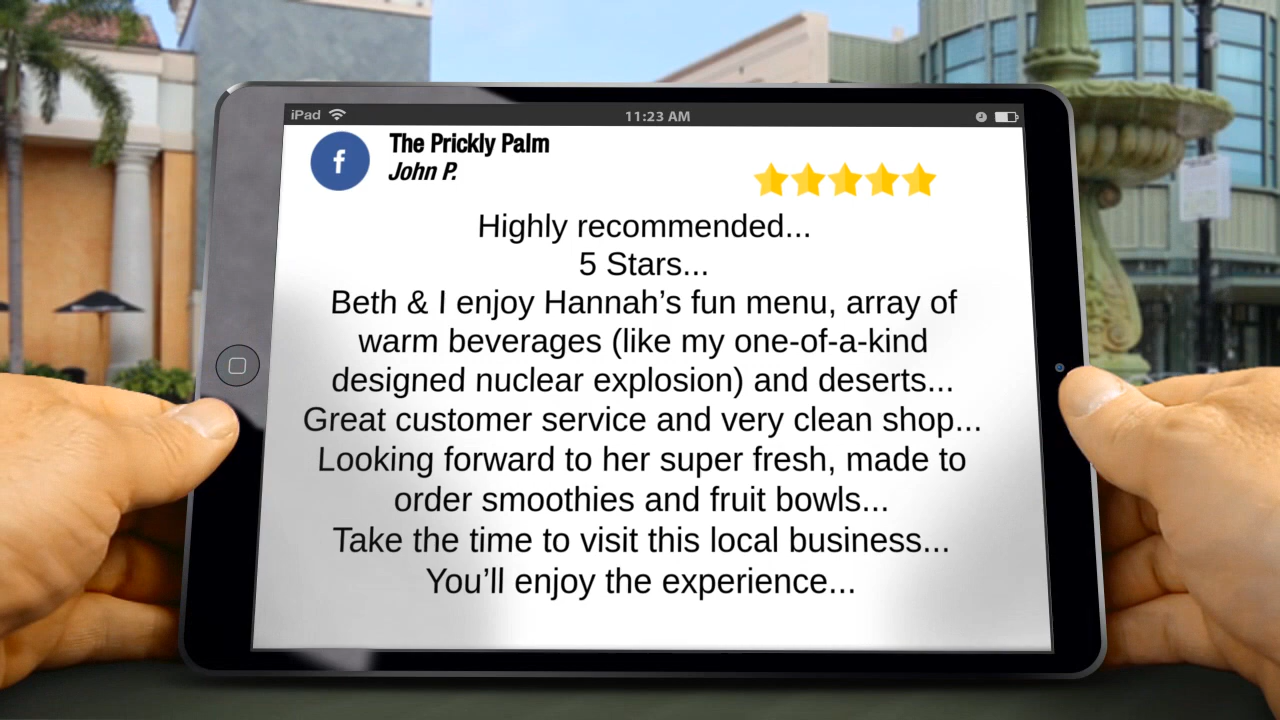 iPad
11:23 AM
f
The Prickly Palm
John P.
Highly recommended...
5 Stars...
Beth & I enjoy Hannah’s fun menu, array of
warm beverages (like my one-of-a-kind
designed nuclear explosion) and deserts...
Great customer service and very clean shop...
Looking forward to her super fresh, made to
order smoothies and fruit bowls...
Take the time to visit this local business...
You’ll enjoy the experience...